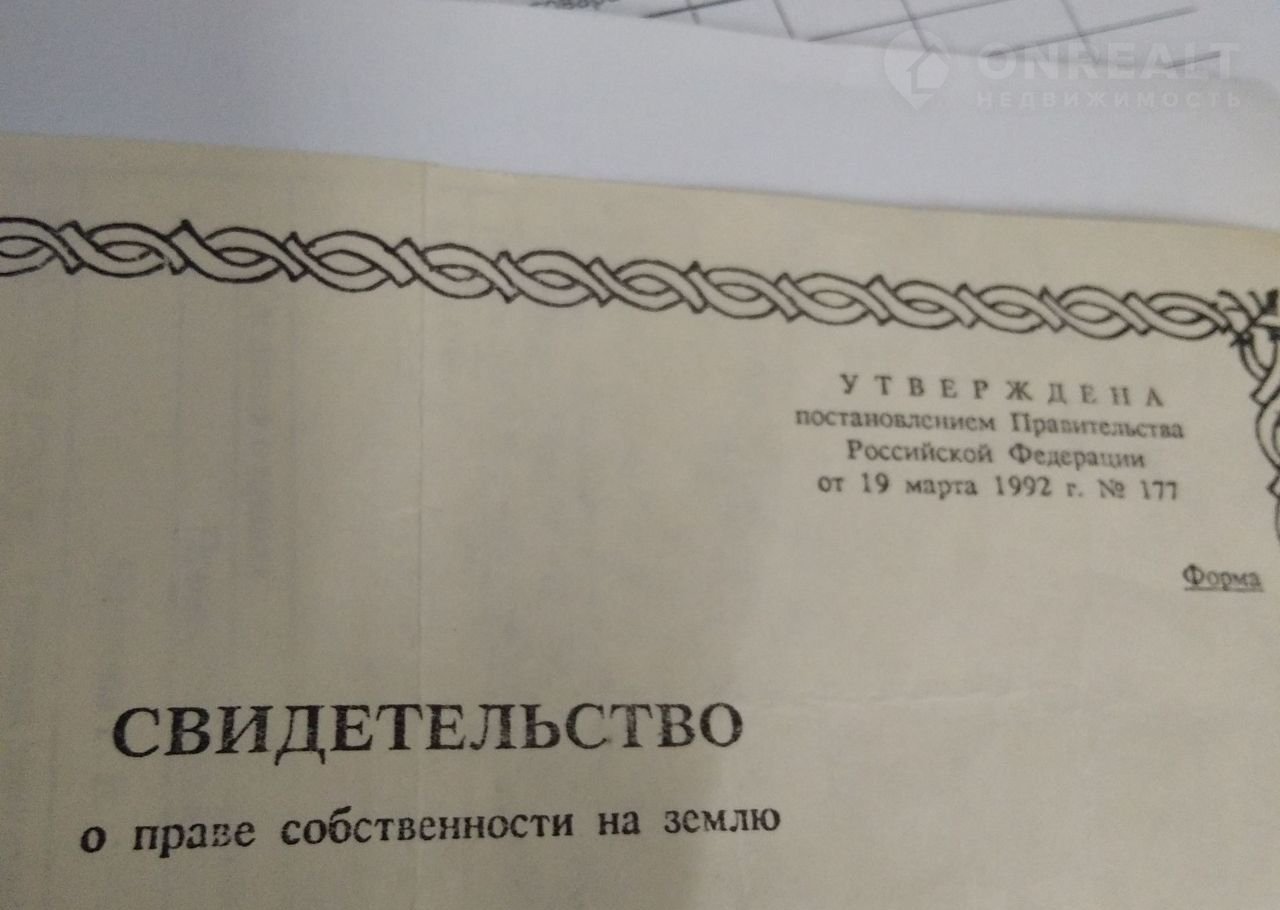 ONREALT
НЕДВИЖИМОСТЬ
УТВЕРЖДЕНА
постановлением Правительства
Российской Федерации
от 19 марта 1992 г. № 177
Форма
СВИДЕТЕЛЬСТВО
о праве собственности на землю